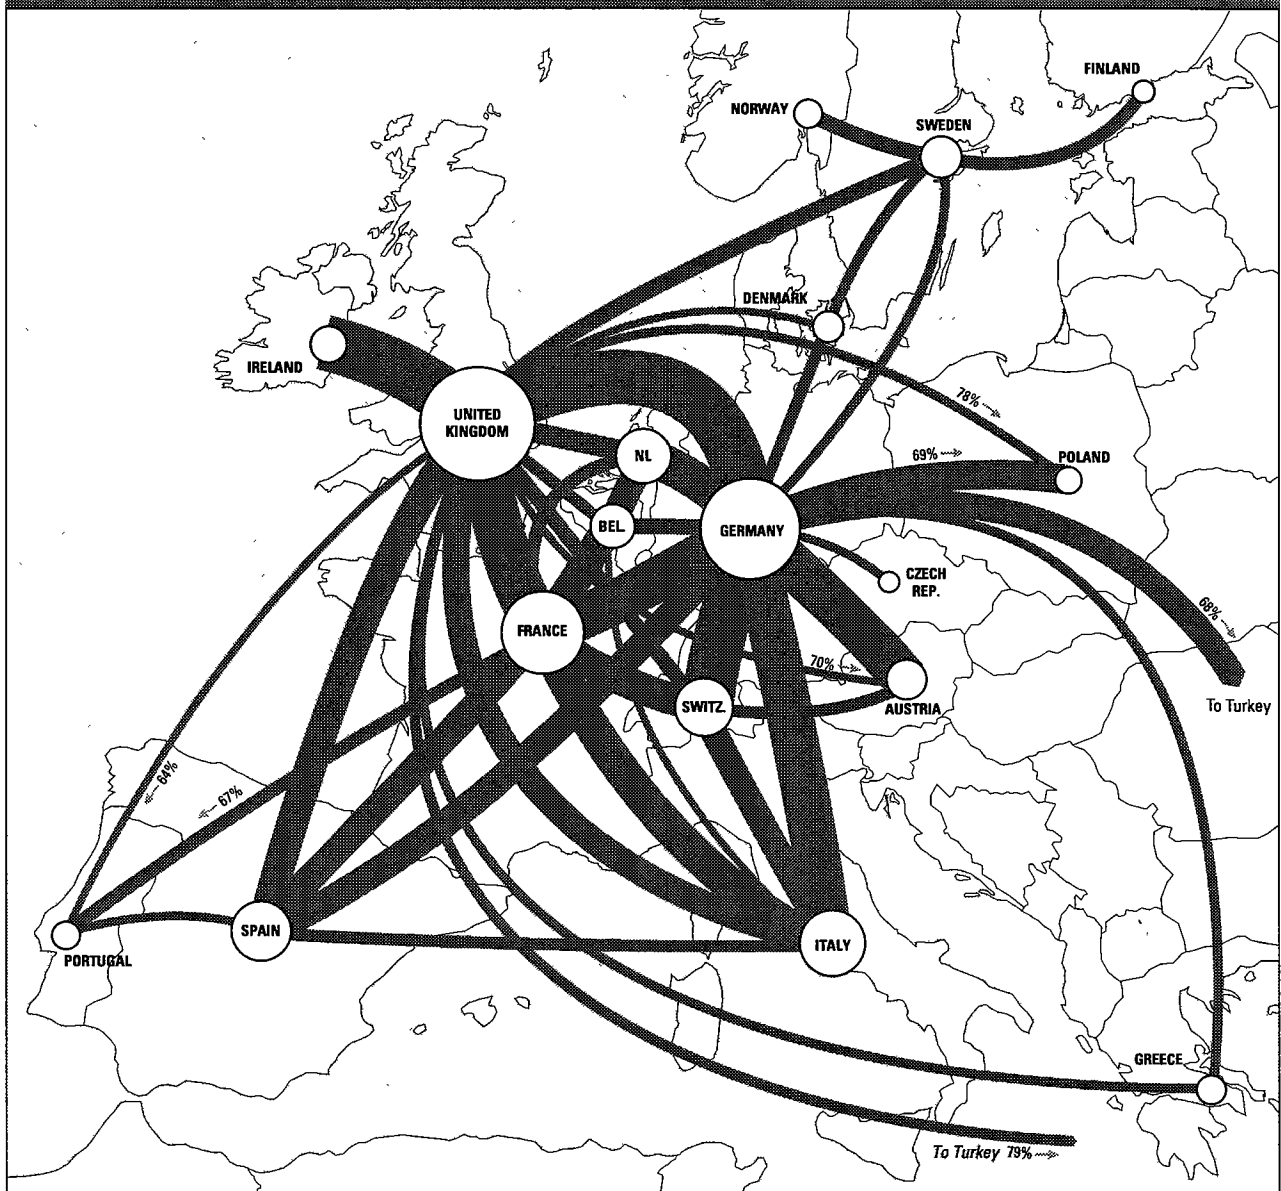 FINLAND
NORWAY
SWEDEN
DENMARK
IRELAND
78%
UNITED
KINGDOM
NL
69%
POLAND
BEL.
GERMANY
CZECH
REP.
68%
FRANCE
70%
SWITZ.
AUSTRIA
To Turkey
64%
67%
SPAIN
ITALY
PORTUGAL
GREECE
To Turkey 79%